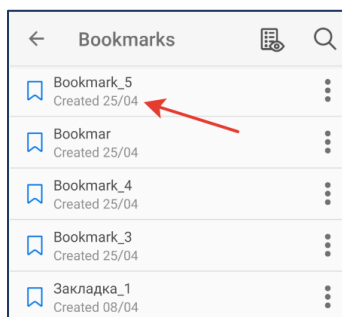 Bookmarks
Bookmark_5
Created 25/04
Bookmar
Created 25/04
Bookmark_4
Created 25/04
Bookmark_3
Created 25/04
Закладка_1
Created 08/04